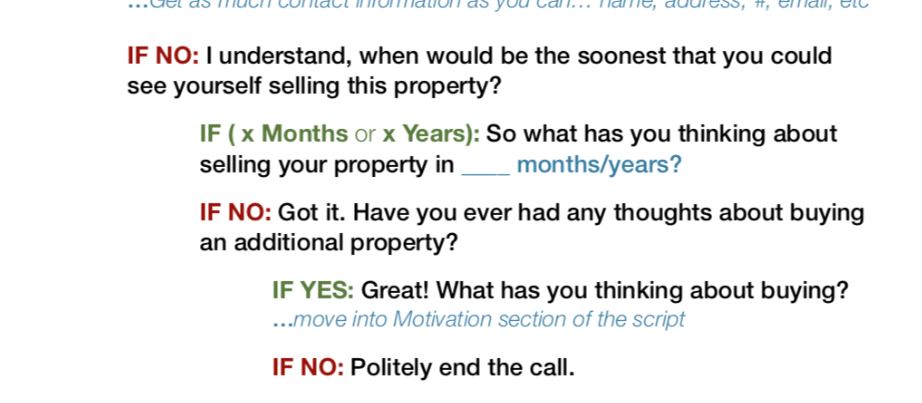 ...Get as much contact information as you can... name, address, #, email, etc
IF NO: I understand, when would be the soonest that you could
see yourself selling this property?
IF ( x Months or x Years): So what has you thinking about
selling your property in ____ months/years?
IF NO: Got it. Have you ever had any thoughts about buying
an additional property?
IF YES: Great! What has you thinking about buying?
...move into Motivation section of the script
IF NO: Politely end the call.